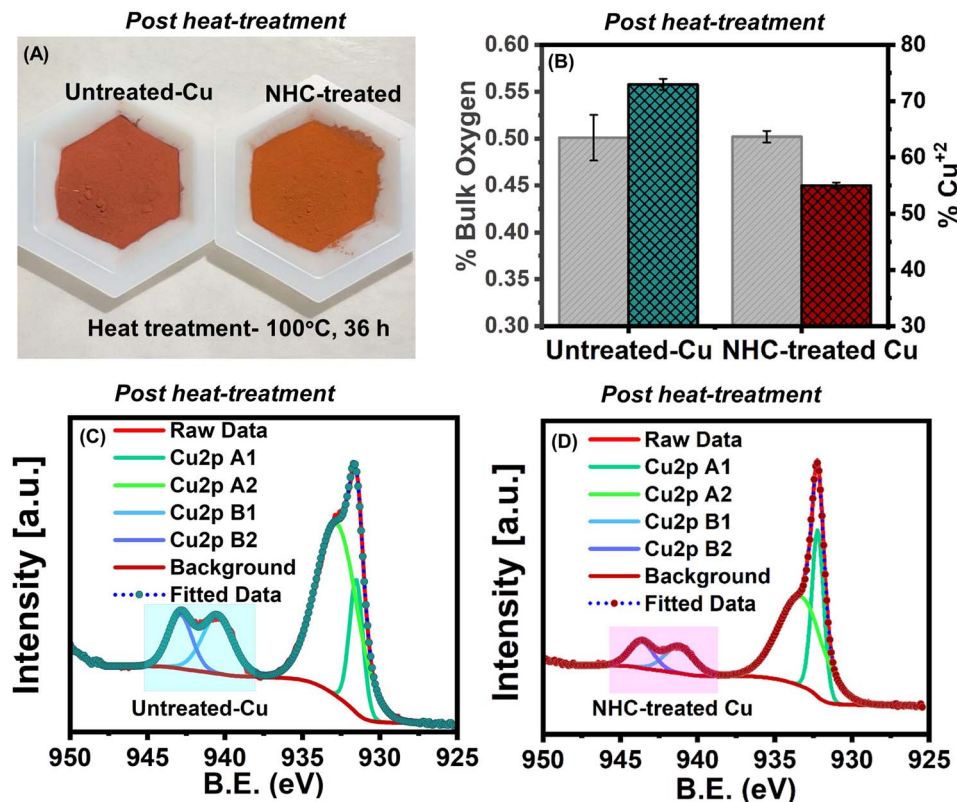 Post heat-treatment
(A)
Untreated-Cu
NHC-treated
Heat treatment- 100°C, 36 h
Post heat-treatment
(B)
% Bulk Oxygen
0.60
0.55
0.50
0.45
0.40
0.35
0.30
80
70
60
50
40
30
% Cu+2
Untreated-Cu
NHC-treated Cu
Post heat-treatment
(C)
Raw Data
Cu2p A1
Cu2p A2
Cu2p B1
Cu2p B2
Background
Fitted Data
Untreated-Cu
Intensity [a.u.]
950 945 940 935 930 925
B.E. (eV)
Post heat-treatment
(D)
Raw Data
Cu2p A1
Cu2p A2
Cu2p B1
Cu2p B2
Background
Fitted Data
NHC-treated Cu
Intensity [a.u.]
950 945 940 935 930 925
B.E. (eV)